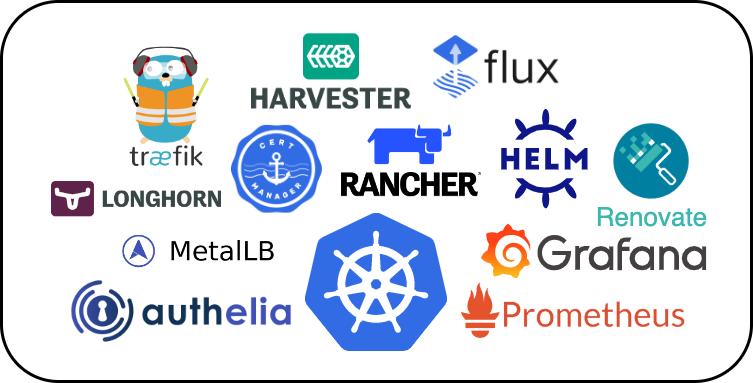 HARVESTER
flux
træfik
CERT
MANAGER
RANCHER®
HELM
LONGHORN
Renovate
MetalLB
Grafana
authelia
Prometheus